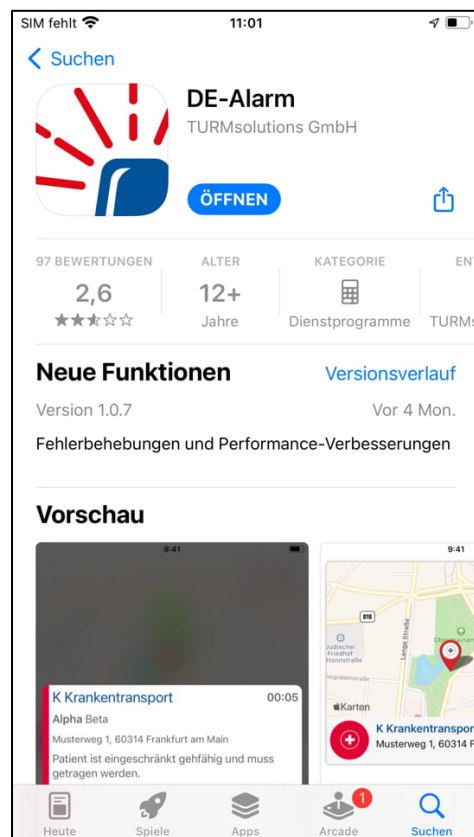 SIM fehlt 11:01
Suchen
DE-Alarm
TURMsolutions GmbH
ÖFFNEN
97 BEWERTUNGEN ALTER KATEGORIE EN
2,6 12+
Jahre Dienstprogramme TURMs
Neue Funktionen Versionsverlauf
Version 1.0.7 Vor 4 Mon.
Fehlerbehebungen und Performance-Verbesserungen
Vorschau
9:41 9:41
K Krankentransport 00:05
Alpha Beta
Musterweg 1, 60314 Frankfurt am Main
Patient ist eingeschränkt gehfähig und muss
getragen werden.
Lange Straße
Karten
K Krankentranspor
Musterweg 1, 60314 F
1
Heute Spiele Apps Arcade Suchen